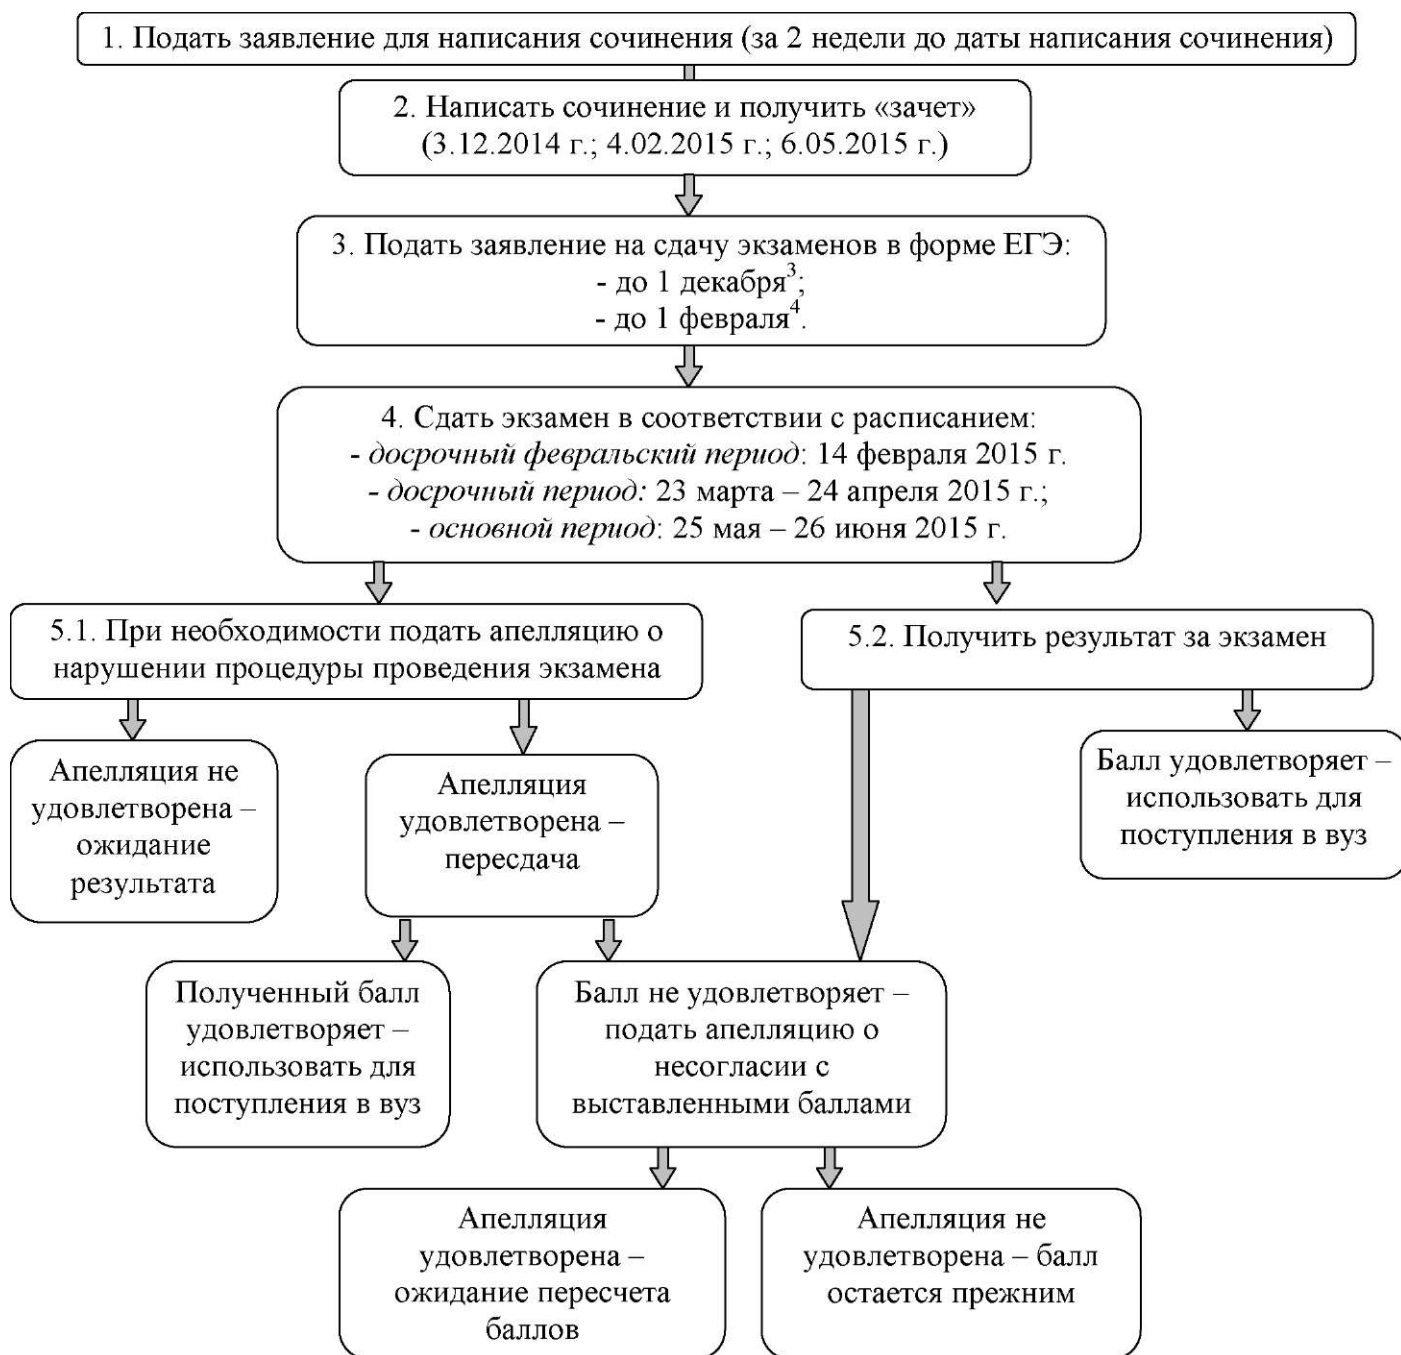 1. Подать заявление для написания сочинения (за 2 недели до даты написания сочинения)
2. Написать сочинение и получить «зачет»
(3.12.2014 г.; 4.02.2015 г.; 6.05.2015 г.)
3. Подать заявление на сдачу экзаменов в форме ЕГЭ:
- до 1 декабря³;
- до 1 февраля⁴.
4. Сдать экзамен в соответствии с расписанием:
- досрочный февральский период: 14 февраля 2015 г.
- досрочный период: 23 марта – 24 апреля 2015 г.;
- основной период: 25 мая – 26 июня 2015 г.
5.1. При необходимости подать апелляцию о
нарушении процедуры проведения экзамена
5.2. Получить результат за экзамен
Апелляция не
удовлетворена –
ожидание
результата
Апелляция
удовлетворена –
пересдача
Балл удовлетворяет –
использовать для
поступления в вуз
Полученный балл
удовлетворяет –
использовать для
поступления в вуз
Балл не удовлетворяет –
подать апелляцию о
несогласии с
выставленными баллами
Апелляция
удовлетворена –
ожидание пересчета
баллов
Апелляция не
удовлетворена – балл
остается прежним